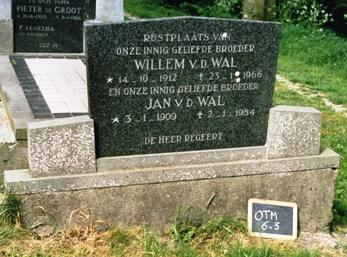 PIETER DE GROOT
RUSTPLAATS VAN
ONZE INNIG GELIEFDE BROEDER
WILLEM V. D. WAL
* 14-10-1912 † 23-1-1966
EN ONZE INNIG GELIEFDE BROEDER
JAN V. D. WAL
* 3-1-1909 † 2-1-1984
DE HEER REGEERT
OTM
6-3